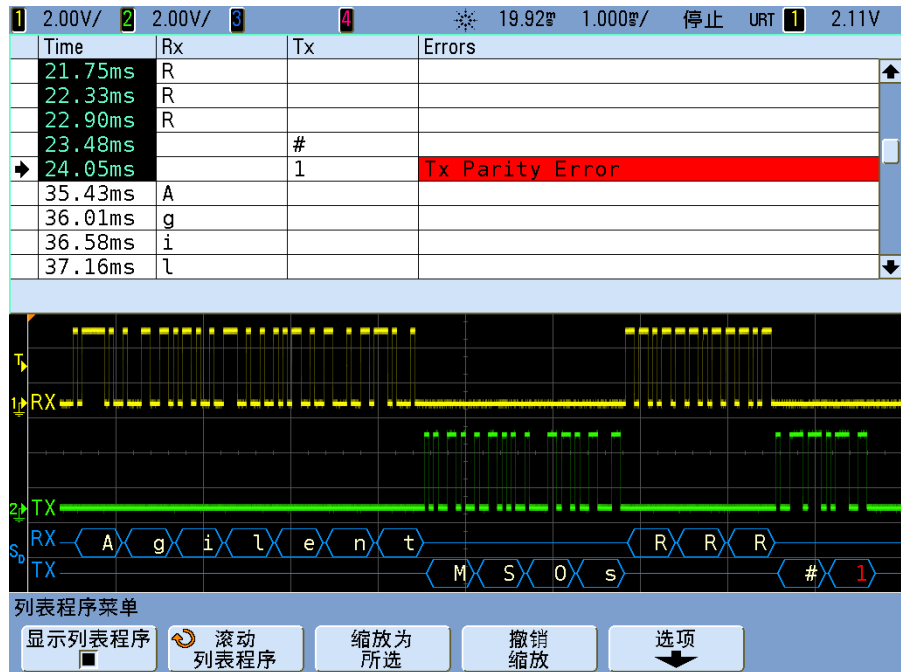 1 2.00V/ 2 2.00V/ 3 4 19.92ms 1.000ms/ 停止 URT 1 2.11V
Time Rx Tx Errors
21.75ms R
22.33ms R
22.90ms R
23.48ms #
24.05ms 1 Tx Parity Error
35.43ms A
36.01ms g
36.58ms i
37.16ms l
T
1 RX
2 TX
SD RX A g i l e n t R R R
TX M S O s # 1
列表程序菜单
显示列表程序 滚动 缩放为 撤销 选项
列表程序 所选 缩放